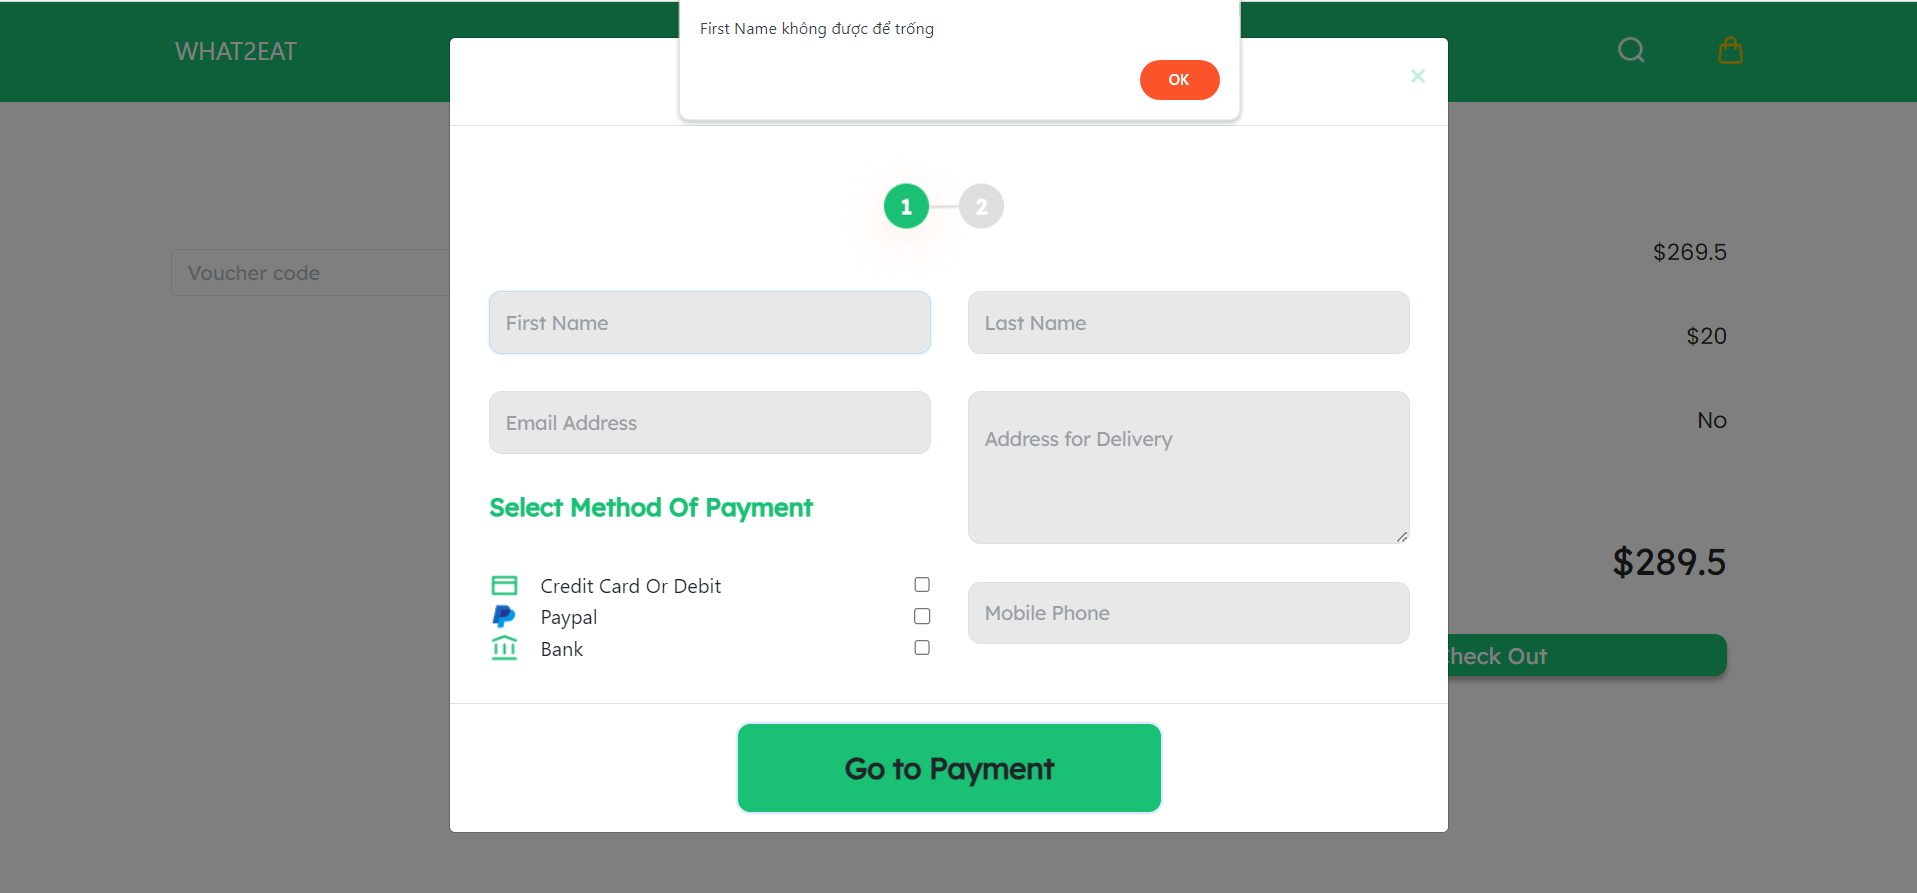 First Name không được để trống
OK
WHAT2EAT
×
1
2
Voucher code
$269.5
First Name
Last Name
$20
Email Address
Address for Delivery
No
Select Method Of Payment
$289.5
Credit Card Or Debit
Paypal
Mobile Phone
Bank
heck Out
Go to Payment